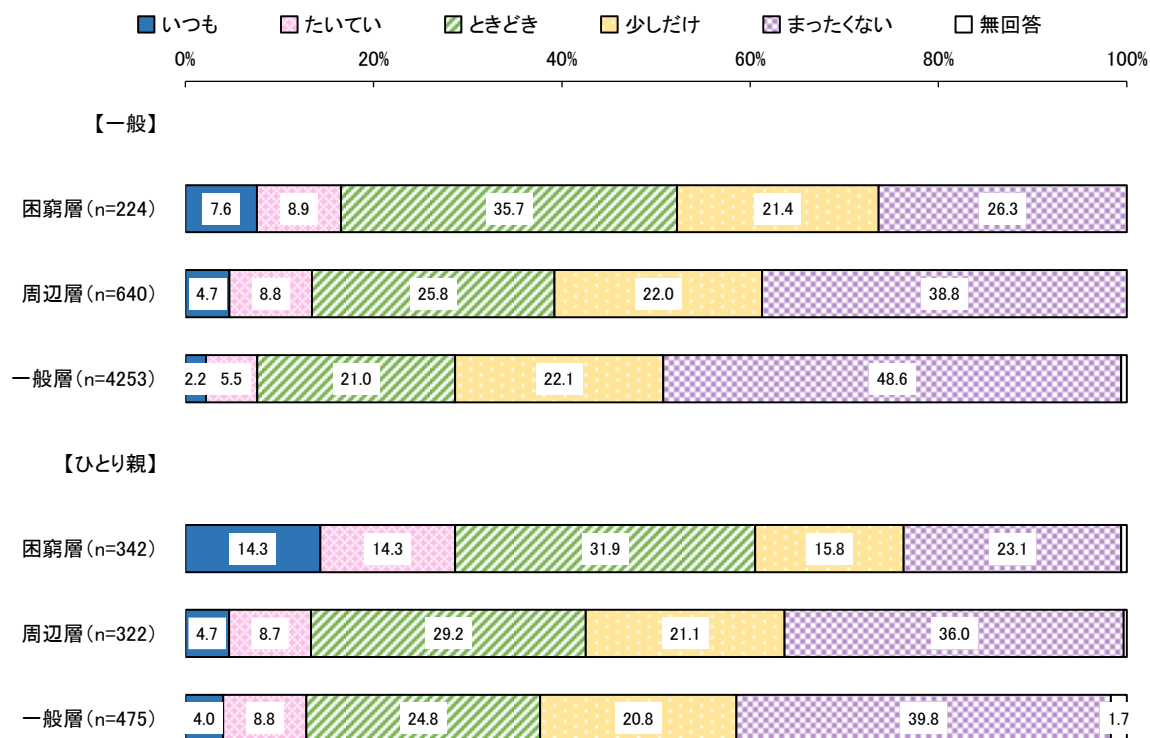 いつも たいてい ときどき 少しだけ まったくない 無回答
0% 20% 40% 60% 80% 100%
【一般】
困窮層(n=224) 7.6 8.9 35.7 21.4 26.3
周辺層(n=640) 4.7 8.8 25.8 22.0 38.8
一般層(n=4253) 2.2 5.5 21.0 22.1 48.6
【ひとり親】
困窮層(n=342) 14.3 14.3 31.9 15.8 23.1
周辺層(n=322) 4.7 8.7 29.2 21.1 36.0
一般層(n=475) 4.0 8.8 24.8 20.8 39.8 1.7